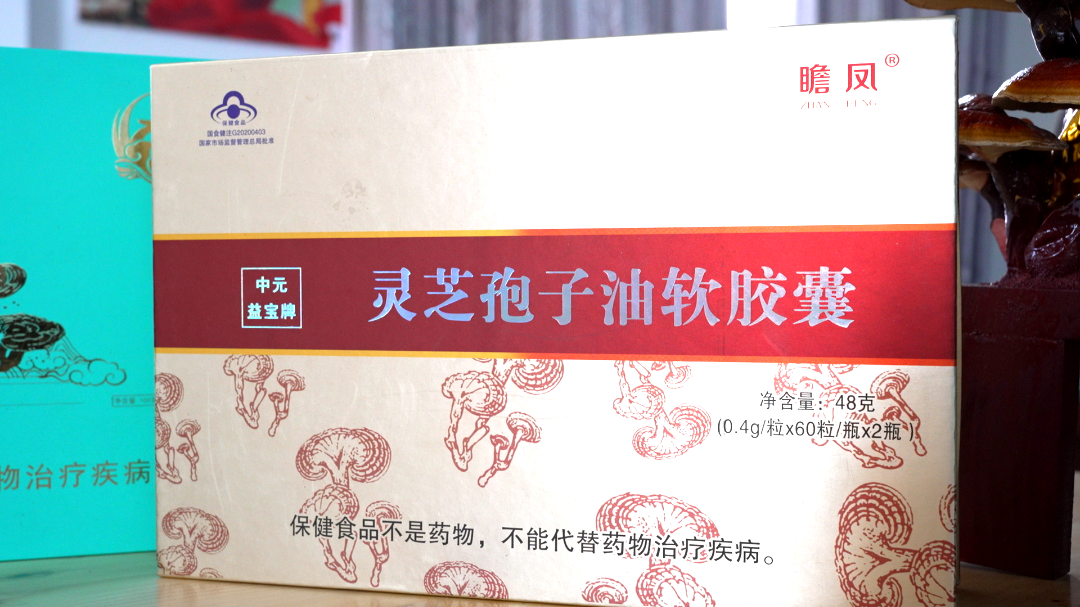 保健食品
国食健注G20200403
国家市场监督管理总局批准
瞻凤®
ZHAN FENG
中元
益宝牌
灵芝孢子油软胶囊
净含量：48克
(0.4g/粒x60粒/瓶x2瓶)
保健食品不是药物，不能代替药物治疗疾病。
物治疗疾病